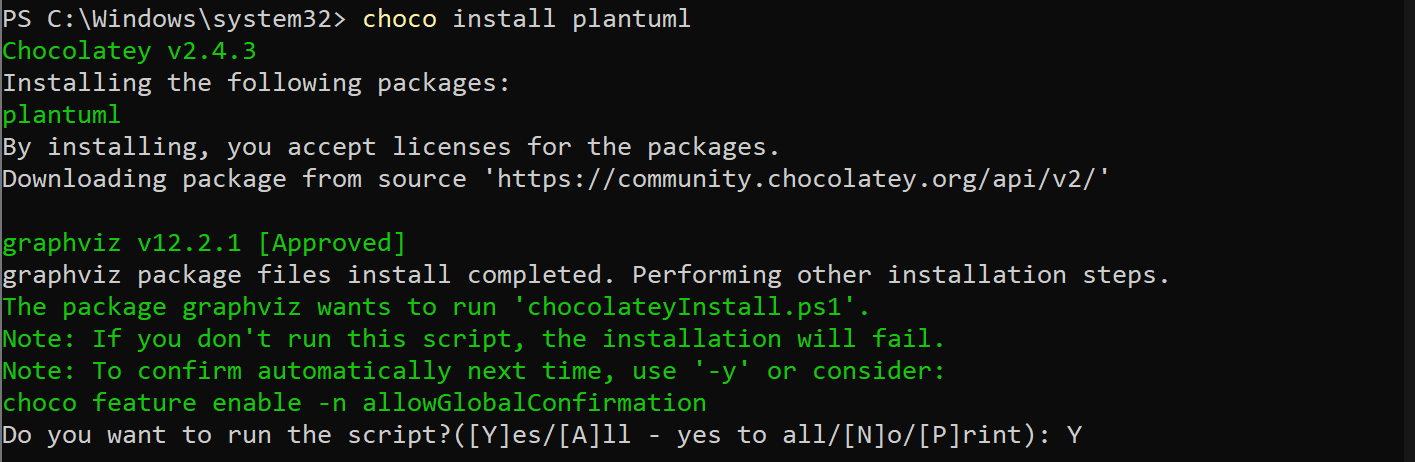 PS C:\Windows\system32> choco install plantuml
Chocolatey v2.4.3
Installing the following packages:
plantuml
By installing, you accept licenses for the packages.
Downloading package from source 'https://community.chocolatey.org/api/v2/'
graphviz v12.2.1 [Approved]
graphviz package files install completed. Performing other installation steps.
The package graphviz wants to run 'chocolateyInstall.ps1'.
Note: If you don't run this script, the installation will fail.
Note: To confirm automatically next time, use '-y' or consider:
choco feature enable -n allowGlobalConfirmation
Do you want to run the script?([Y]es/[A]ll - yes to all/[N]o/[P]rint): Y